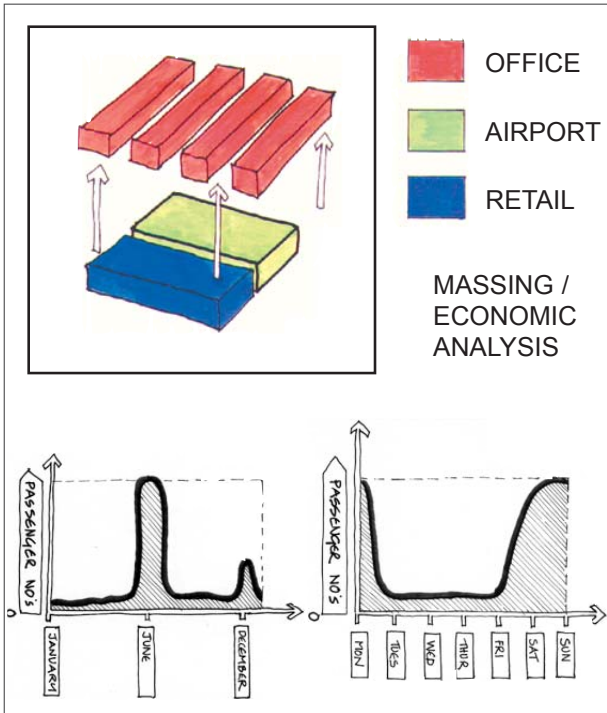 OFFICE
AIRPORT
RETAIL
MASSING /
ECONOMIC
ANALYSIS
PASSENGER NO'S
0
JANUARY
JUNE
DECEMBER
PASSENGER NO'S
0
MON
TUES
WED
THUR
FRI
SAT
SUN